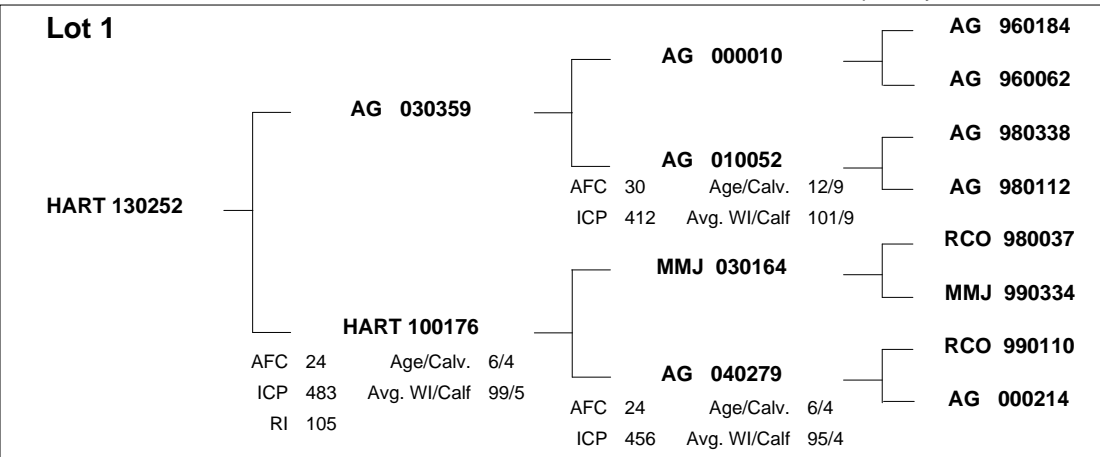 Lot 1
AG 960184
AG 000010
AG 960062
AG 030359
AG 980338
AG 010052
AFC 30 Age/Calv. 12/9
AG 980112
HART 130252
ICP 412 Avg. WI/Calf 101/9
RCO 980037
MMJ 030164
MMJ 990334
HART 100176
RCO 990110
AFC 24 Age/Calv. 6/4
AG 040279
ICP 483 Avg. WI/Calf 99/5
AG 000214
AFC 24 Age/Calv. 6/4
RI 105
ICP 456 Avg. WI/Calf 95/4